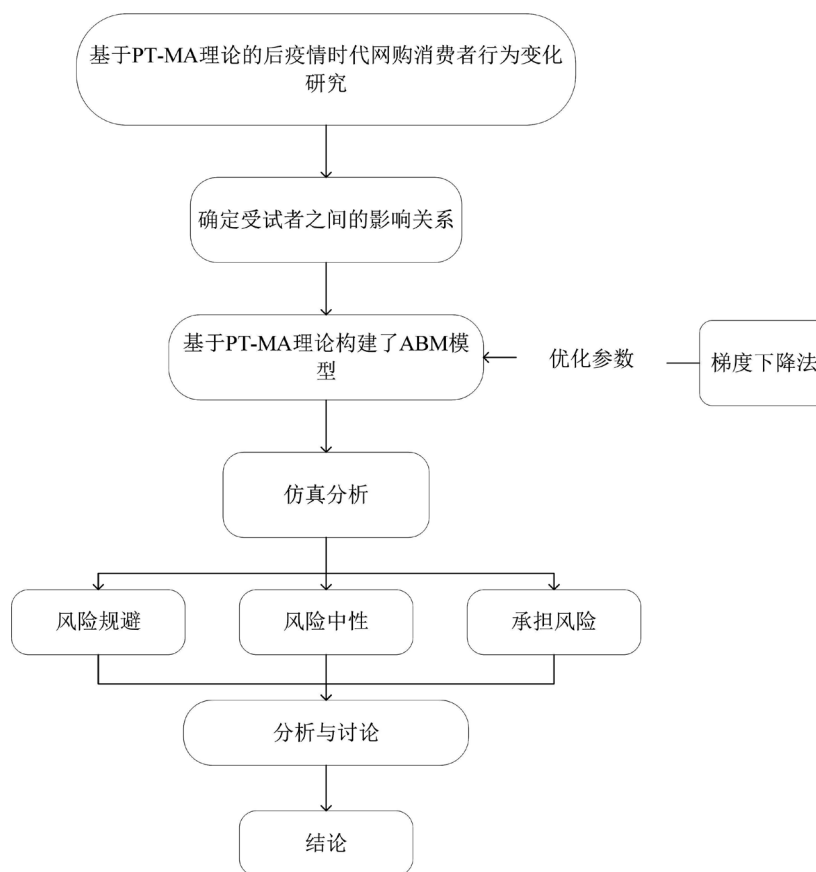 基于PT-MA理论的后疫情时代网购消费者行为变化
研究
确定受试者之间的影响关系
基于PT-MA理论构建了ABM模
型
优化参数
梯度下降法
仿真分析
风险规避
风险中性
承担风险
分析与讨论
结论